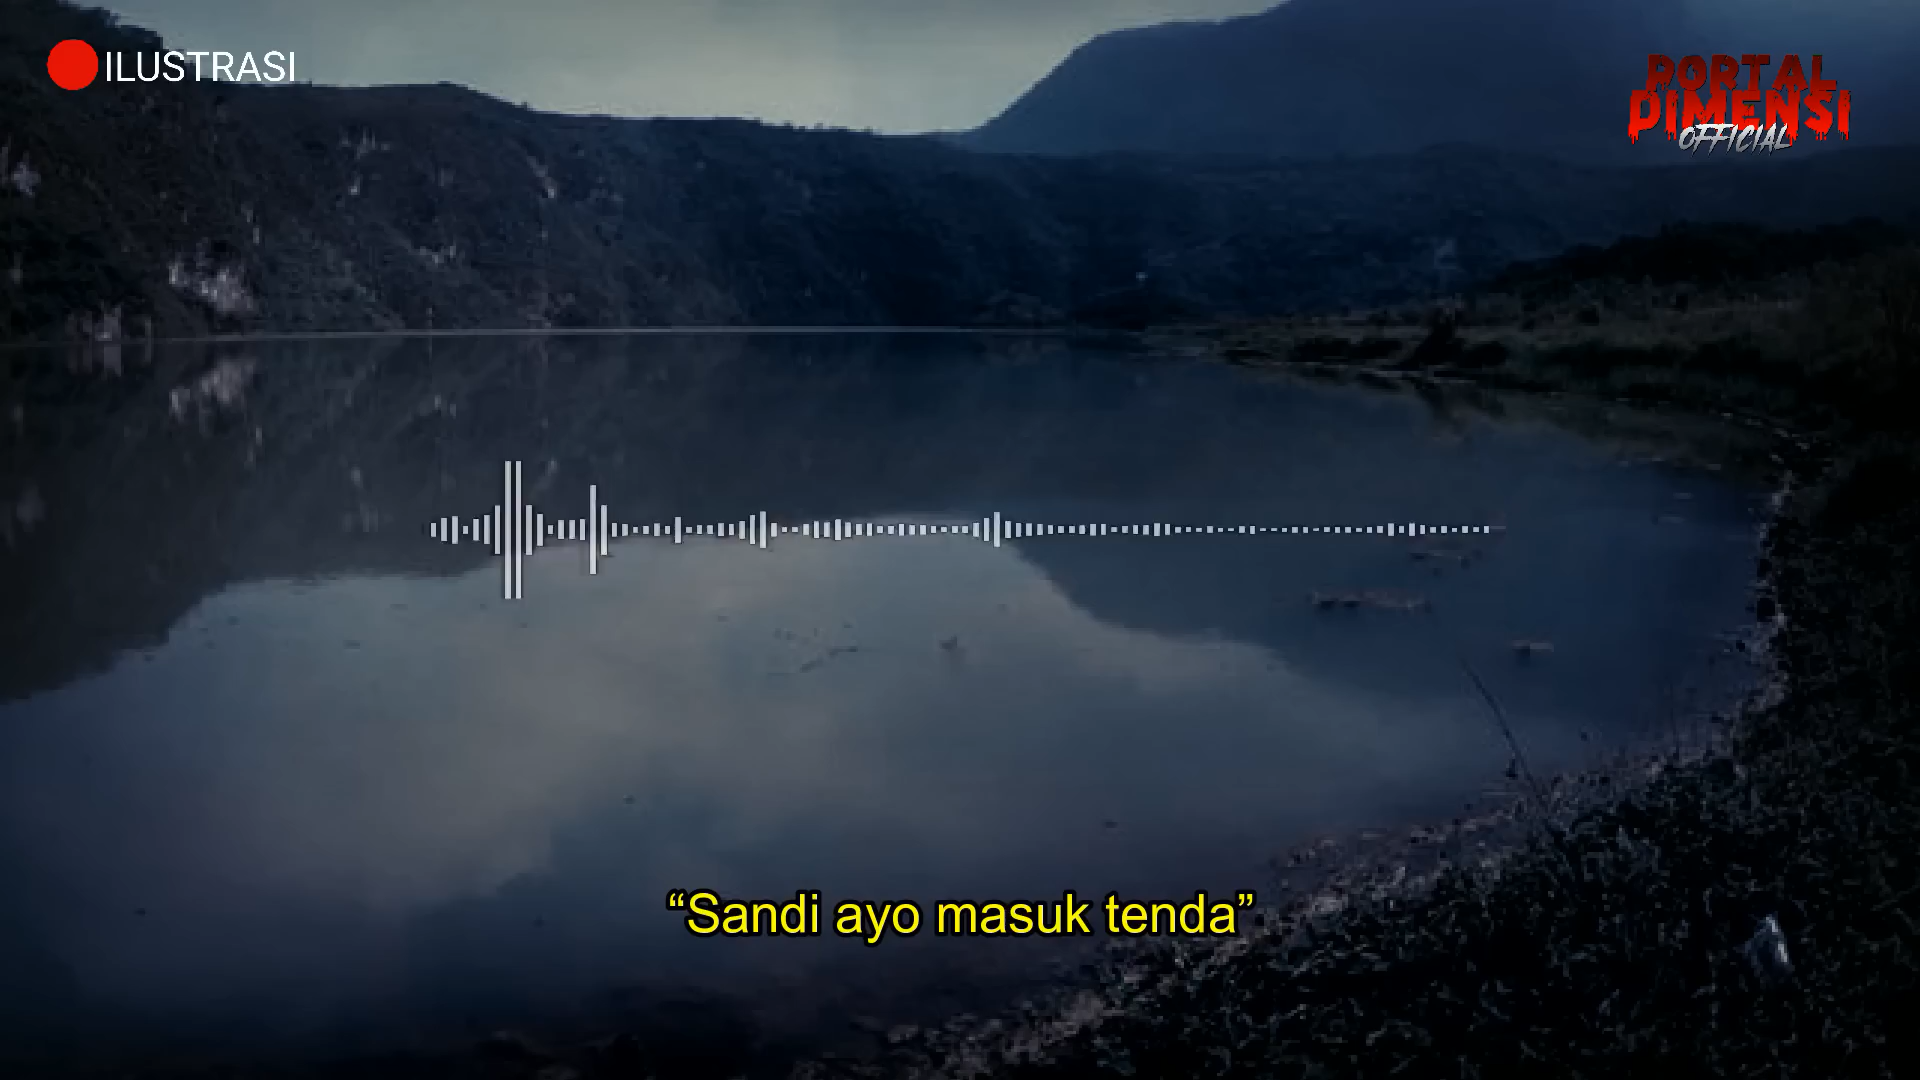 ILUSTRASI
PORTAL
DIMENSI
OFFICIAL
“Sandi ayo masuk tenda”